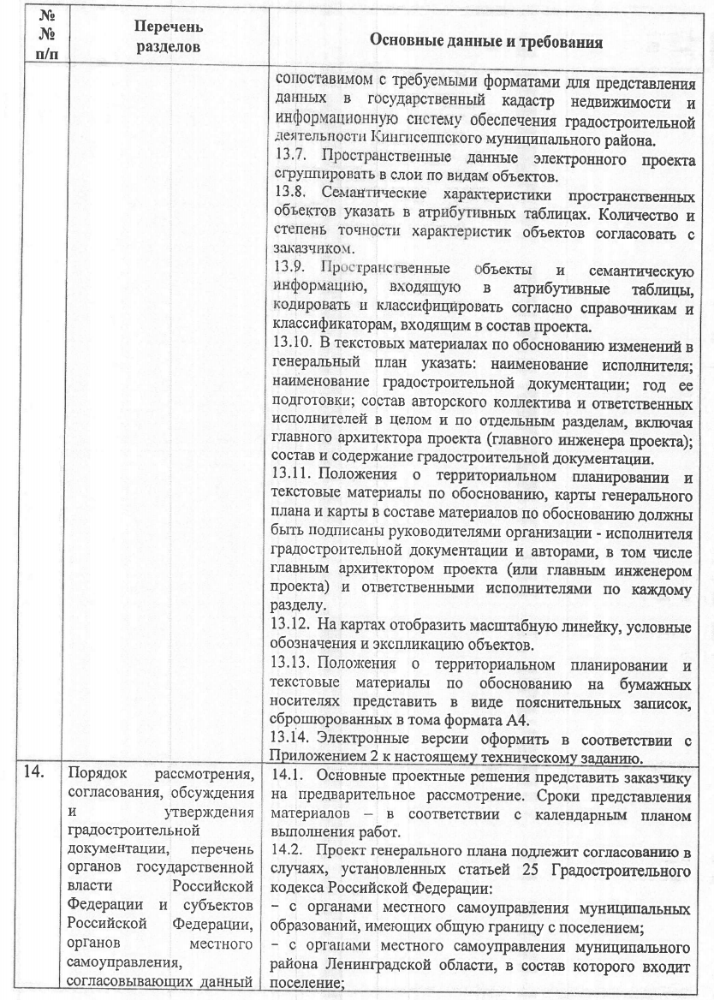 №
№
п/п
Перечень
разделов
Основные данные и требования
сопоставимом с требуемыми форматами для представления
данных в государственный кадастр недвижимости и
информационную систему обеспечения градостроительной
деятельности Кингисеппского муниципального района.
13.7. Пространственные данные электронного проекта
сгруппировать в слои по видам объектов.
13.8. Семантические характеристики пространственных
объектов указать в атрибутивных таблицах. Количество и
степень точности характеристик объектов согласовать с
заказчиком.
13.9. Пространственные объекты и семантическую
информацию, входящую в атрибутивные таблицы,
кодировать и классифицировать согласно справочникам и
классификаторам, входящим в состав проекта.
13.10. В текстовых материалах по обоснованию изменений в
генеральный план указать: наименование исполнителя;
наименование градостроительной документации; год ее
подготовки; состав авторского коллектива и ответственных
исполнителей в целом и по отдельным разделам, включая
главного архитектора проекта (главного инженера проекта);
состав и содержание градостроительной документации.
13.11. Положения о территориальном планировании и
текстовые материалы по обоснованию, карты генерального
плана и карты в составе материалов по обоснованию должны
быть подписаны руководителями организации - исполнителя
градостроительной документации и авторами, в том числе
главным архитектором проекта (или главным инженером
проекта) и ответственными исполнителями по каждому
разделу.
13.12. На картах отобразить масштабную линейку, условные
обозначения и экспликацию объектов.
13.13. Положения о территориальном планировании и
текстовые материалы по обоснованию на бумажных
носителях представить в виде пояснительных записок,
сброшюрованных в тома формата А4.
13.14. Электронные версии оформить в соответствии с
Приложением 2 к настоящему техническому заданию.
14.
Порядок рассмотрения,
согласования, обсуждения
и утверждения
градостроительной
документации, перечень
органов государственной
власти Российской
Федерации и субъектов
Российской Федерации,
органов местного
самоуправления,
согласовывающих данный
14.1. Основные проектные решения представить заказчику
на предварительное рассмотрение. Сроки представления
материалов – в соответствии с календарным планом
выполнения работ.
14.2. Проект генерального плана подлежит согласованию в
случаях, установленных статьей 25 Градостроительного
кодекса Российской Федерации:
– с органами местного самоуправления муниципальных
образований, имеющих общую границу с поселением;
– с органами местного самоуправления муниципального
района Ленинградской области, в состав которого входит
поселение;